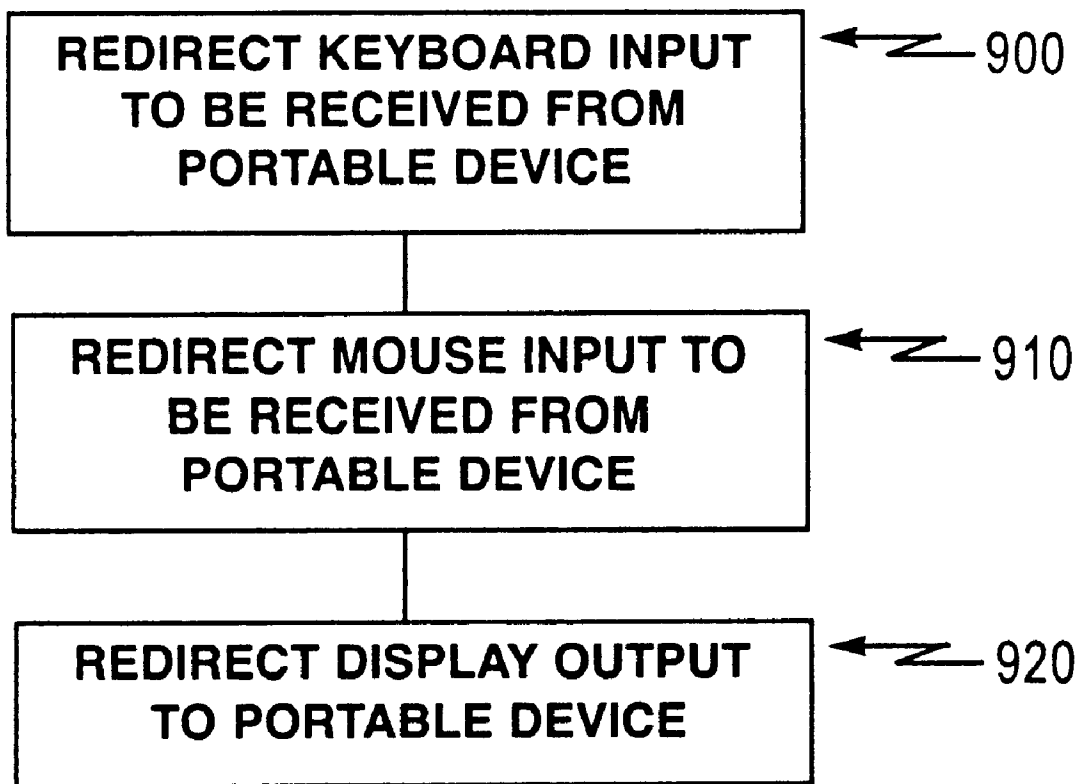 REDIRECT KEYBOARD INPUT
TO BE RECEIVED FROM
PORTABLE DEVICE
900
REDIRECT MOUSE INPUT TO
BE RECEIVED FROM
PORTABLE DEVICE
910
REDIRECT DISPLAY OUTPUT
TO PORTABLE DEVICE
920